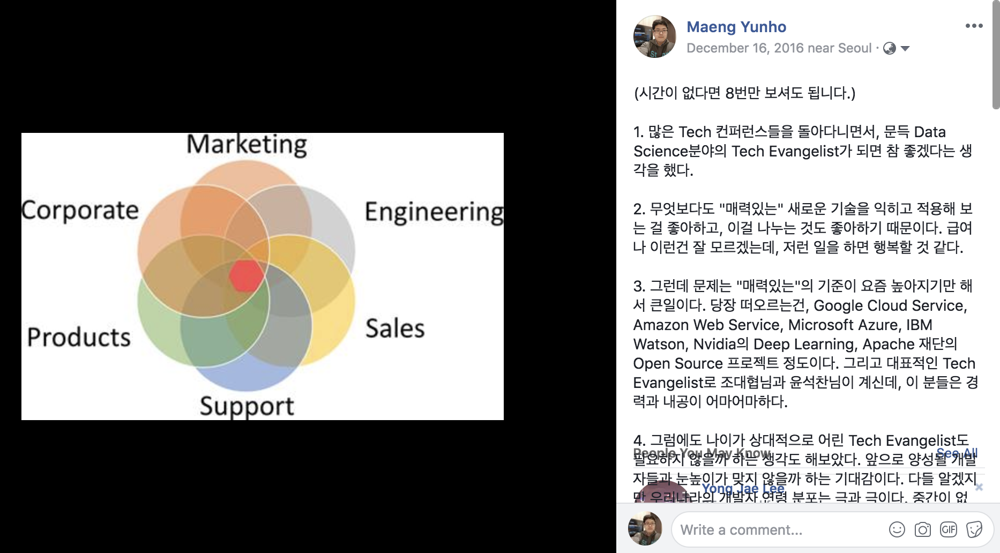 Marketing
Corporate
Engineering
Products
Sales
Support
Maeng Yunho
December 16, 2016 near Seoul ·
(시간이 없다면 8번만 보셔도 됩니다.)
1. 많은 Tech 컨퍼런스들을 돌아다니면서, 문득 Data
Science분야의 Tech Evangelist가 되면 참 좋겠다는 생
각을 했다.
2. 무엇보다도 "매력있는" 새로운 기술을 익히고 적용해 보
는 걸 좋아하고, 이걸 나누는 것도 좋아하기 때문이다. 급여
나 이런건 잘 모르겠는데, 저런 일을 하면 행복할 것 같다.
3. 그런데 문제는 "매력있는"의 기준이 요즘 높아지기만 해
서 큰일이다. 당장 떠오르는건, Google Cloud Service,
Amazon Web Service, Microsoft Azure, IBM
Watson, Nvidia의 Deep Learning, Apache 재단의
Open Source 프로젝트 정도이다. 그리고 대표적인 Tech
Evangelist로 조대협님과 윤석찬님이 계신데, 이 분들은 경
력과 내공이 어마어마하다.
4. 그럼에도 나이가 상대적으로 어린 Tech Evangelist도
People You May Know
See All
필요하지 않을까 하는 생각도 해보았다. 앞으로 양성될 개발
자들과 눈높이가 맞지 않을까 하는 기대감이다. 다들 알겠지
Yong Jae Lee
만 우리나라의 개발자 연령 분포는 극과 극이다. 중간이 없
Write a comment...
GIF